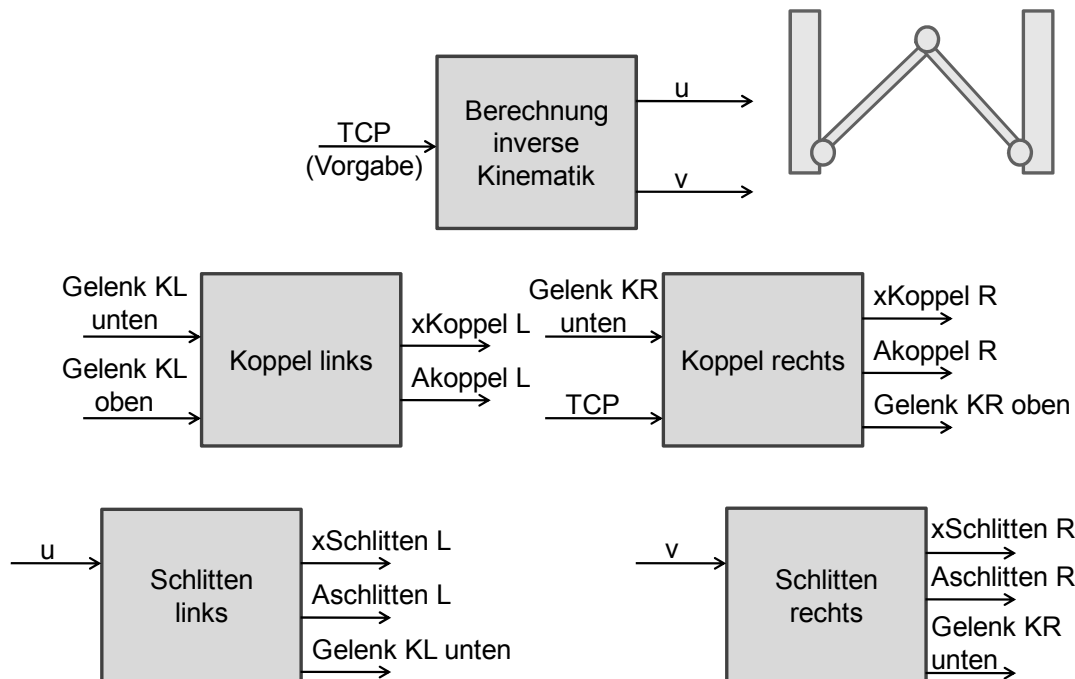 TCP
(Vorgabe)
Berechnung
inverse
Kinematik
u
v
Gelenk KL
unten
Gelenk KL
oben
Koppel links
xKoppel L
Akoppel L
Gelenk KR
unten
TCP
Koppel rechts
xKoppel R
Akoppel R
Gelenk KR oben
u
Schlitten
links
xSchlitten L
Aschlitten L
Gelenk KL unten
v
Schlitten
rechts
xSchlitten R
Aschlitten R
Gelenk KR
unten